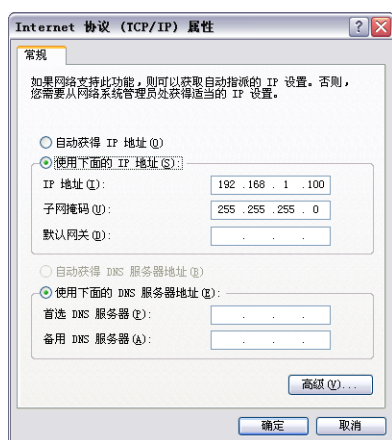 Internet 协议 (TCP/IP) 属性
常规
如果网络支持此功能，则可以获取自动指派的 IP 设置。否则，
您需要从网络系统管理员处获得适当的 IP 设置。
自动获得 IP 地址(O)
使用下面的 IP 地址(S):
IP 地址(I): 192 .168 . 1 .100
子网掩码(U): 255 .255 .255 . 0
默认网关(D): . . .
自动获得 DNS 服务器地址(B)
使用下面的 DNS 服务器地址(E):
首选 DNS 服务器(P): . . .
备用 DNS 服务器(A): . . .
高级(V)...
确定 取消